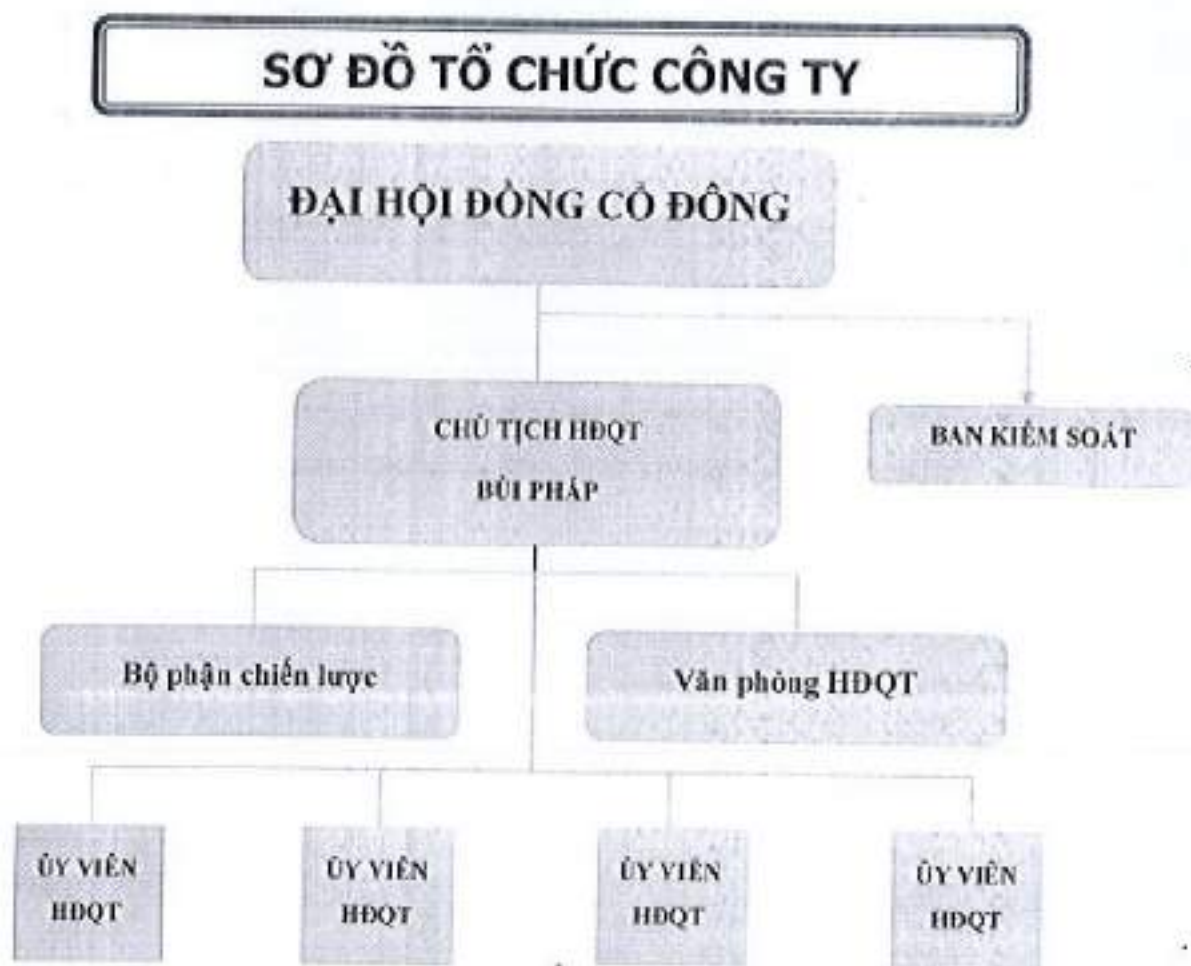 SƠ ĐỒ TỔ CHỨC CÔNG TY
ĐẠI HỘI ĐỒNG CỔ ĐÔNG
CHỦ TỊCH HĐQT
BÙI PHÁP
BAN KIỂM SOÁT
Bộ phận chiến lược
Văn phòng HĐQT
ỦY VIÊN
HĐQT
ỦY VIÊN
HĐQT
ỦY VIÊN
HĐQT
ỦY VIÊN
HĐQT